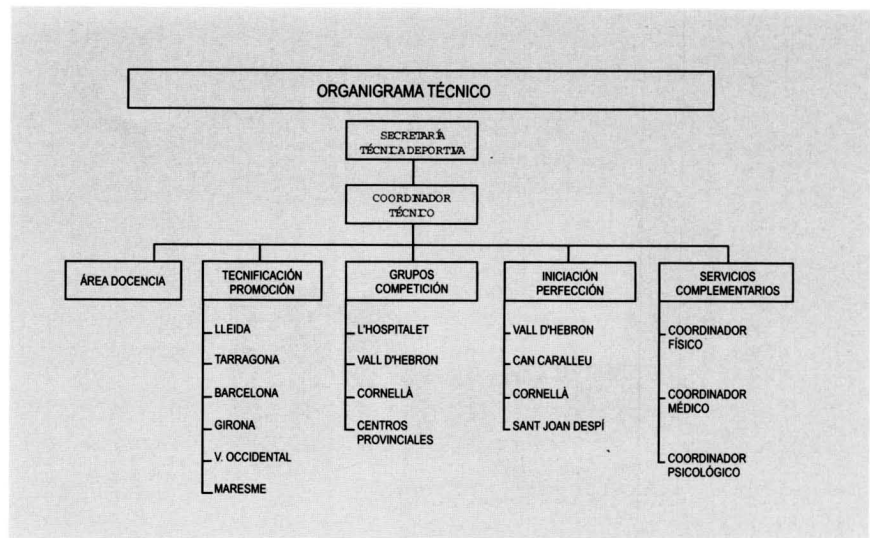 ORGANIGRAMA TÉCNICO
SECRETARÍA
TÉCNICA DEPORTIVA
COORDINADOR
TÉCNICO
ÁREA DOCENCIA
TECNIFICACIÓN
PROMOCIÓN
LLEIDA
TARRAGONA
BARCELONA
GIRONA
V. OCCIDENTAL
MARESME
GRUPOS
COMPETICIÓN
L'HOSPITALET
VALL D'HEBRON
CORNELLÀ
CENTROS
PROVINCIALES
INICIACIÓN
PERFECCIÓN
VALL D'HEBRON
CAN CARALLEU
CORNELLÀ
SANT JOAN DESPÍ
SERVICIOS
COMPLEMENTARIOS
COORDINADOR
FÍSICO
COORDINADOR
MÉDICO
COORDINADOR
PSICOLÓGICO